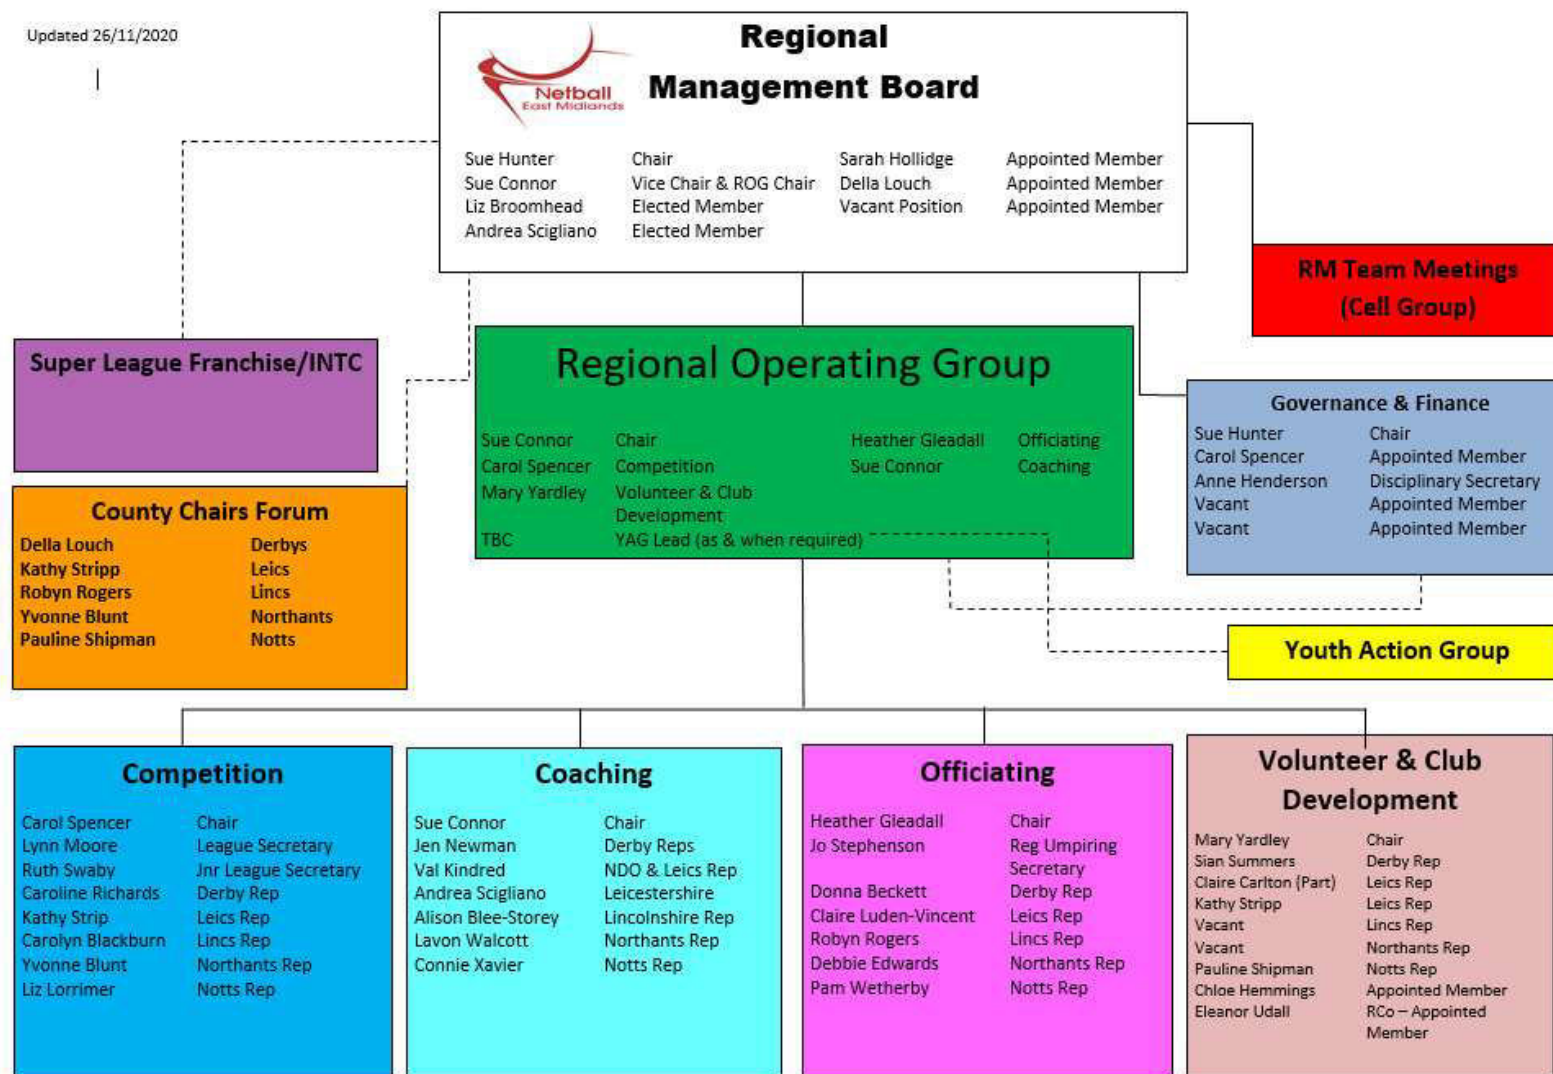 Updated 26/11/2020
Regional
Management Board
Netball
East Midlands
Sue Hunter Chair Sarah Hollidge Appointed Member
Sue Connor Vice Chair & ROG Chair Della Louch Appointed Member
Liz Broomhead Elected Member Vacant Position Appointed Member
Andrea Scigliano Elected Member
RM Team Meetings
(Cell Group)
Super League Franchise/INTC
Regional Operating Group
Sue Connor Chair Heather Gleadall Officiating
Carol Spencer Competition Sue Connor Coaching
Mary Yardley Volunteer & Club
Development
TBC YAG Lead (as & when required)
Governance & Finance
Sue Hunter Chair
Carol Spencer Appointed Member
Anne Henderson Disciplinary Secretary
Vacant Appointed Member
Vacant Appointed Member
County Chairs Forum
Della Louch Derbys
Kathy Stripp Leics
Robyn Rogers Lincs
Yvonne Blunt Northants
Pauline Shipman Notts
Youth Action Group
Competition
Carol Spencer Chair
Lynn Moore League Secretary
Ruth Swaby Jnr League Secretary
Caroline Richards Derby Rep
Kathy Strip Leics Rep
Carolyn Blackburn Lincs Rep
Yvonne Blunt Northants Rep
Liz Lorrimer Notts Rep
Coaching
Sue Connor Chair
Jen Newman Derby Reps
Val Kindred NDO & Leics Rep
Andrea Scigliano Leicestershire
Alison Blee-Storey Lincolnshire Rep
Lavon Walcott Northants Rep
Connie Xavier Notts Rep
Officiating
Heather Gleadall Chair
Jo Stephenson Reg Umpiring
Secretary
Donna Beckett Derby Rep
Claire Luden-Vincent Leics Rep
Robyn Rogers Lincs Rep
Debbie Edwards Northants Rep
Pam Wetherby Notts Rep
Volunteer & Club
Development
Mary Yardley Chair
Sian Summers Derby Rep
Claire Carlton (Part) Leics Rep
Kathy Stripp Leics Rep
Vacant Lincs Rep
Vacant Northants Rep
Pauline Shipman Notts Rep
Chloe Hemmings Appointed Member
Eleanor Udall RCo – Appointed
Member